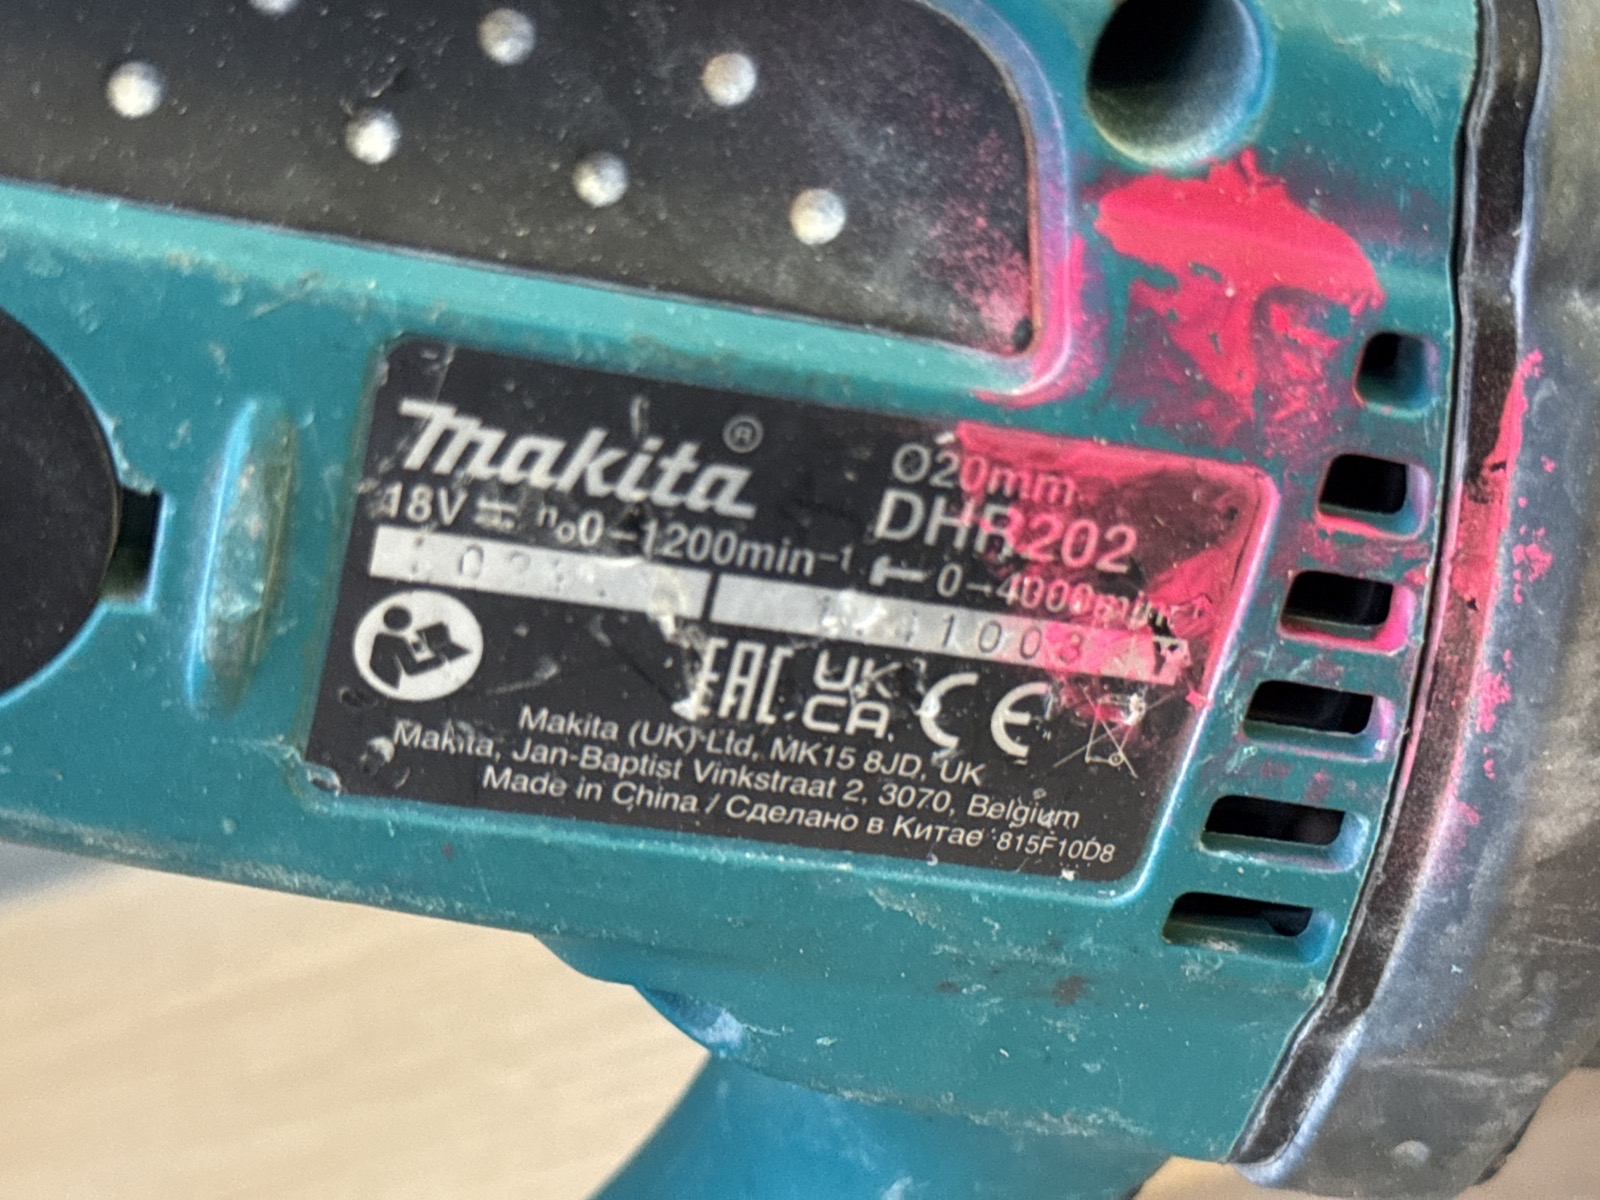 makita®
Ø20mm
DHR202
18V ⎓ n₀0-1200min⁻¹
0-4000min⁻¹
41003 Y
EAC UK CA CE
Makita (UK) Ltd, MK15 8JD, UK
Makita, Jan-Baptist Vinkstraat 2, 3070, Belgium
Made in China / Сделано в Китае 815F10D8